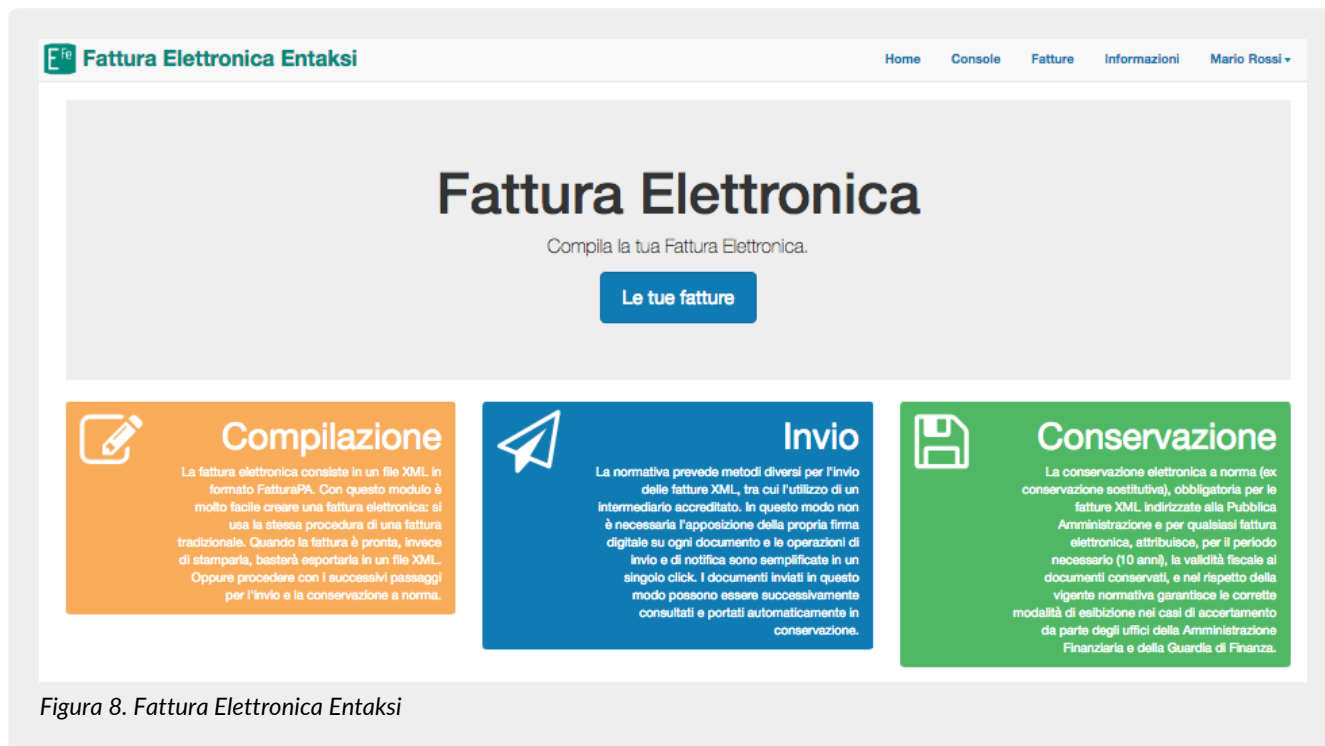 EFe Fattura Elettronica Entaksi
Home Console Fatture Informazioni Mario Rossi
Fattura Elettronica
Compila la tua Fattura Elettronica.
Le tue fatture
Compilazione
La fattura elettronica consiste in un file XML in
formato FatturaPA. Con questo modulo è
molto facile creare una fattura elettronica: si
usa la stessa procedura di una fattura
tradizionale. Quando la fattura è pronta, invece
di stamparla, basterà esportarla in un file XML.
Oppure procedere con i successivi passaggi
per l'invio e la conservazione a norma.
Invio
La normativa prevede metodi diversi per l'invio
delle fatture XML, tra cui l'utilizzo di un
intermediario accreditato. In questo modo non
è necessaria l'apposizione della propria firma
digitale su ogni documento e le operazioni di
invio e di notifica sono semplificate in un
singolo click. I documenti inviati in questo
modo possono essere successivamente
consultati e portati automaticamente in
conservazione.
Conservazione
La conservazione elettronica a norma (ex
conservazione sostitutiva), obbligatoria per le
fatture XML indirizzate alla Pubblica
Amministrazione e per qualsiasi fattura
elettronica, attribuisce, per il periodo
necessario (10 anni), la validità fiscale ai
documenti conservati, e nel rispetto della
vigente normativa garantisce le corrette
modalità di esibizione nei casi di accertamento
da parte degli uffici della Amministrazione
Finanziaria e della Guardia di Finanza.
Figura 8. Fattura Elettronica Entaksi